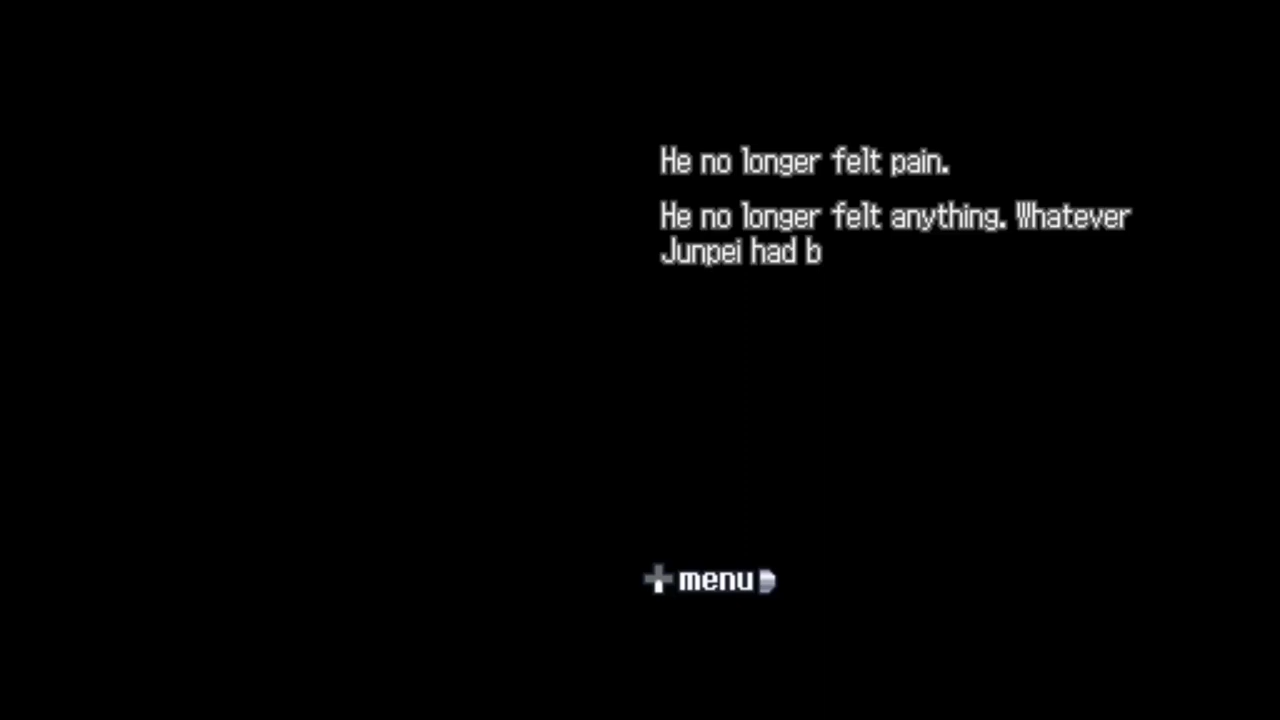 He no longer felt pain.
He no longer felt anything. Whatever
Junpei had b
menu